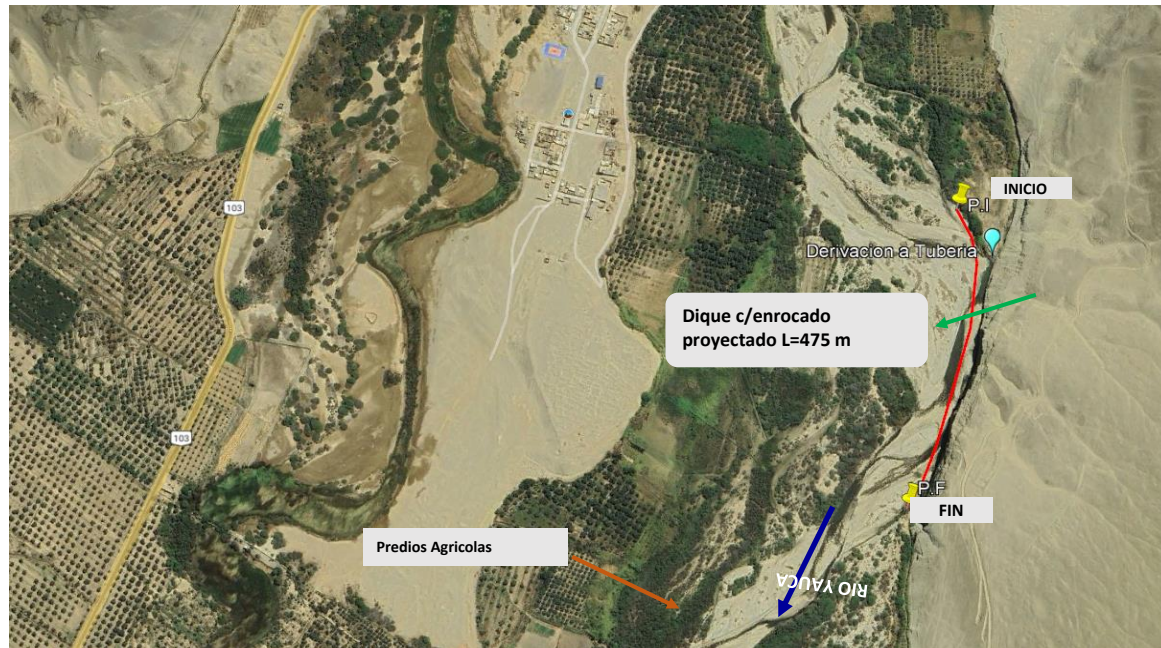 103
INICIO
P.I
Derivacion a Tuberia
Dique c/enrocado
proyectado L=475 m
103
P.F
FIN
Predios Agricolas
RIO YAUCA